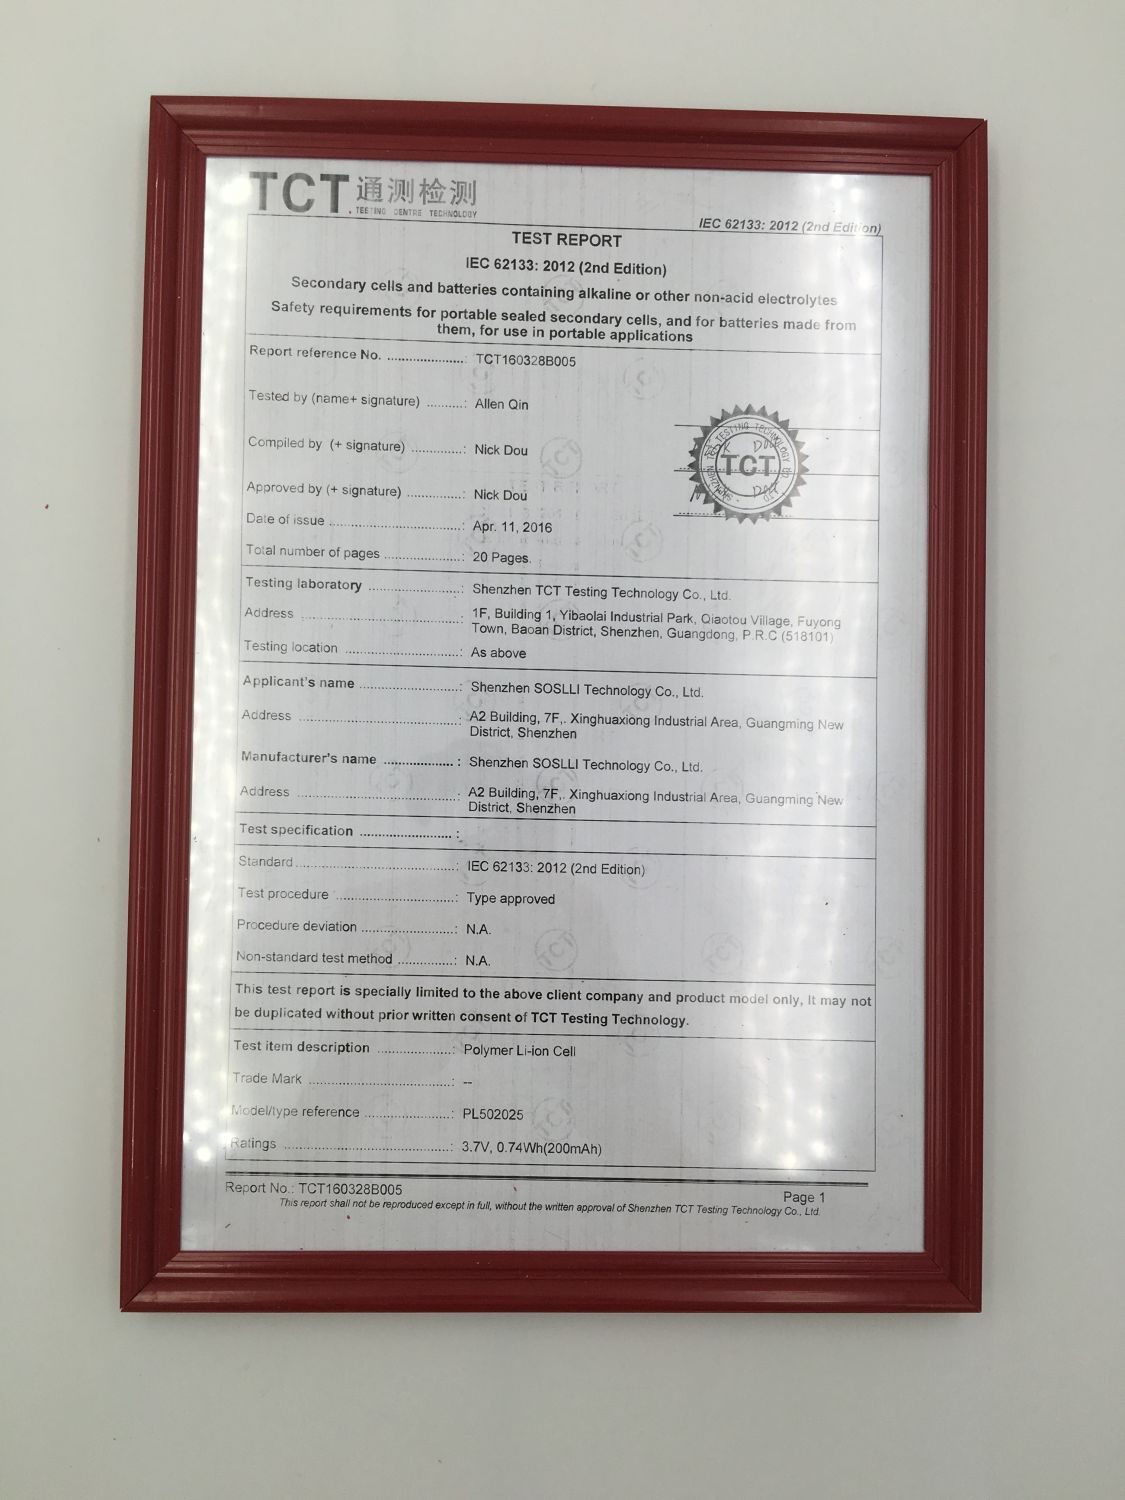 TCT 通测检测
TESTING CENTRE TECHNOLOGY
IEC 62133: 2012 (2nd Edition)
TEST REPORT
IEC 62133: 2012 (2nd Edition)
Secondary cells and batteries containing alkaline or other non-acid electrolytes
Safety requirements for portable sealed secondary cells, and for batteries made from
them, for use in portable applications
Report reference No. ......................: TCT160328B005
Tested by (name+ signature) ..........: Allen Qin
Compiled by (+ signature) ..............: Nick Dou
Approved by (+ signature) ...............: Nick Dou
TCT
Date of issue ...................................: Apr. 11, 2016
Total number of pages .....................: 20 Pages.
Testing laboratory .........................: Shenzhen TCT Testing Technology Co., Ltd.
Address ..........................................: 1F, Building 1, Yibaolai Industrial Park, Qiaotou Village, Fuyong
Town, Baoan District, Shenzhen, Guangdong, P.R.C (518101)
Testing location ..............................: As above
Applicant's name ...........................: Shenzhen SOSLLI Technology Co., Ltd.
Address ..........................................: A2 Building, 7F,. Xinghuaxiong Industrial Area, Guangming New
District, Shenzhen
Manufacturer's name ................... : Shenzhen SOSLLI Technology Co., Ltd.
Address ..........................................: A2 Building, 7F,. Xinghuaxiong Industrial Area, Guangming New
District, Shenzhen
Test specification ......................... :
Standard ..........................................: IEC 62133: 2012 (2nd Edition)
Test procedure ................................: Type approved
Procedure deviation .........................: N.A.
Non-standard test method ...............: N.A.
This test report is specially limited to the above client company and product model only, It may not
be duplicated without prior written consent of TCT Testing Technology.
Test item description .....................: Polymer Li-ion Cell
Trade Mark ......................................: --
Model/type reference .......................: PL502025
Ratings ............................................: 3.7V, 0.74Wh(200mAh)
Report No.: TCT160328B005
Page 1
This report shall not be reproduced except in full, without the written approval of Shenzhen TCT Testing Technology Co., Ltd.